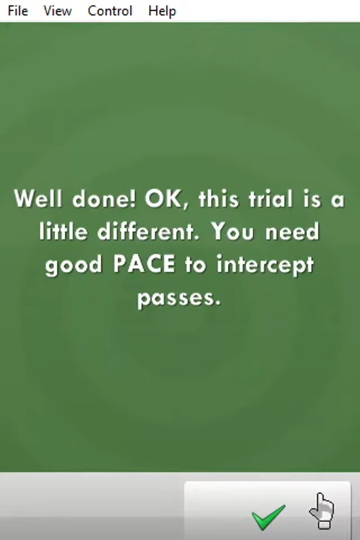 File View Control Help
Well done! OK, this trial is a
little different. You need
good PACE to intercept
passes.